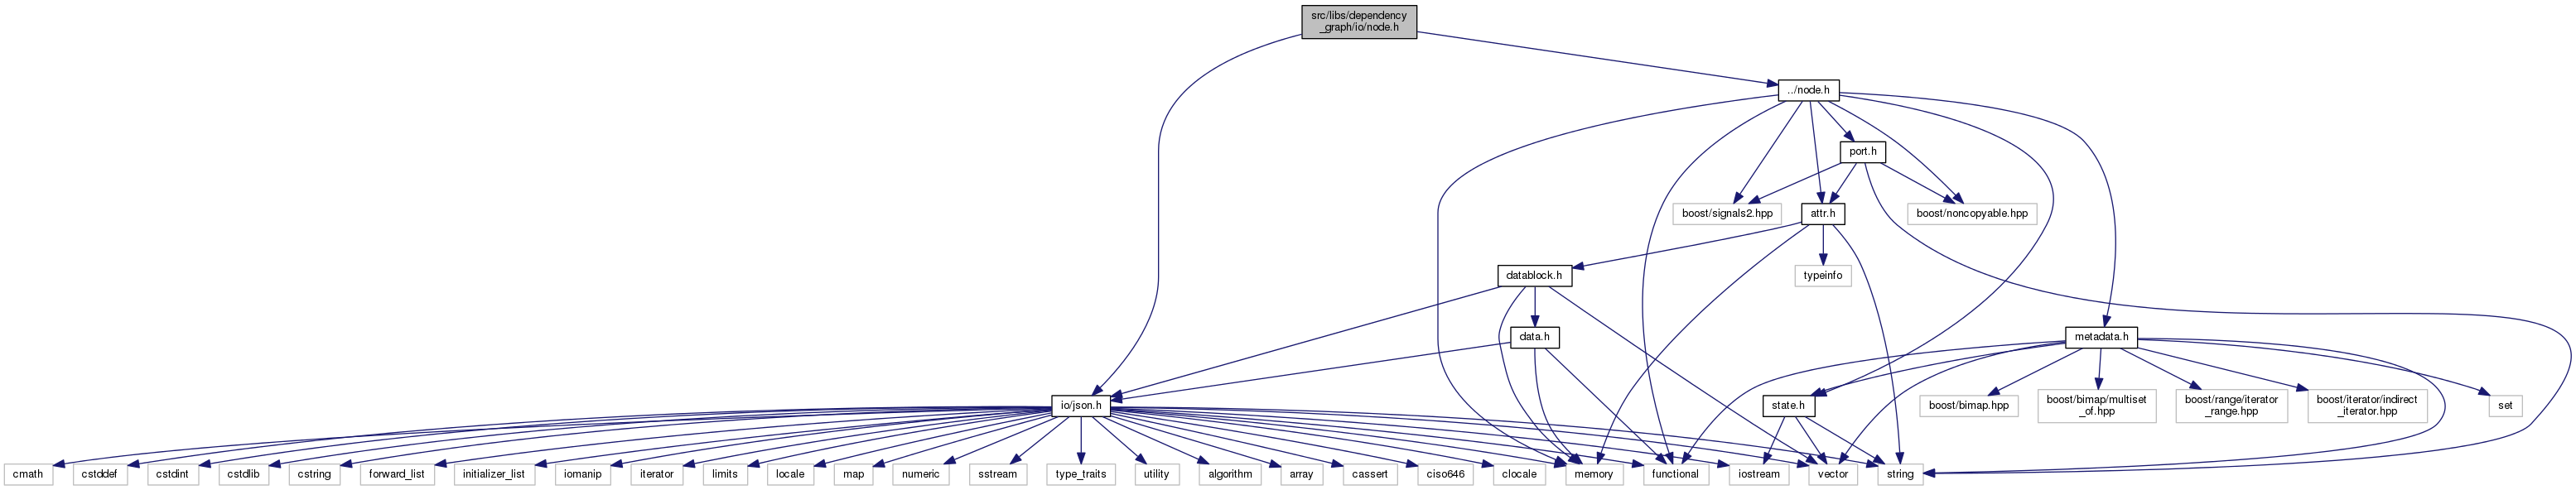 src/libs/dependency
_graph/io/node.h
../node.h
port.h
boost/signals2.hpp
attr.h
boost/noncopyable.hpp
datablock.h
typeinfo
data.h
metadata.h
io/json.h
state.h
boost/bimap.hpp
boost/bimap/multiset
_of.hpp
boost/range/iterator
_range.hpp
boost/iterator/indirect
_iterator.hpp
set
cmath
cstddef
cstdint
cstdlib
cstring
forward_list
initializer_list
iomanip
iterator
limits
locale
map
numeric
sstream
type_traits
utility
algorithm
array
cassert
ciso646
clocale
memory
functional
iostream
vector
string